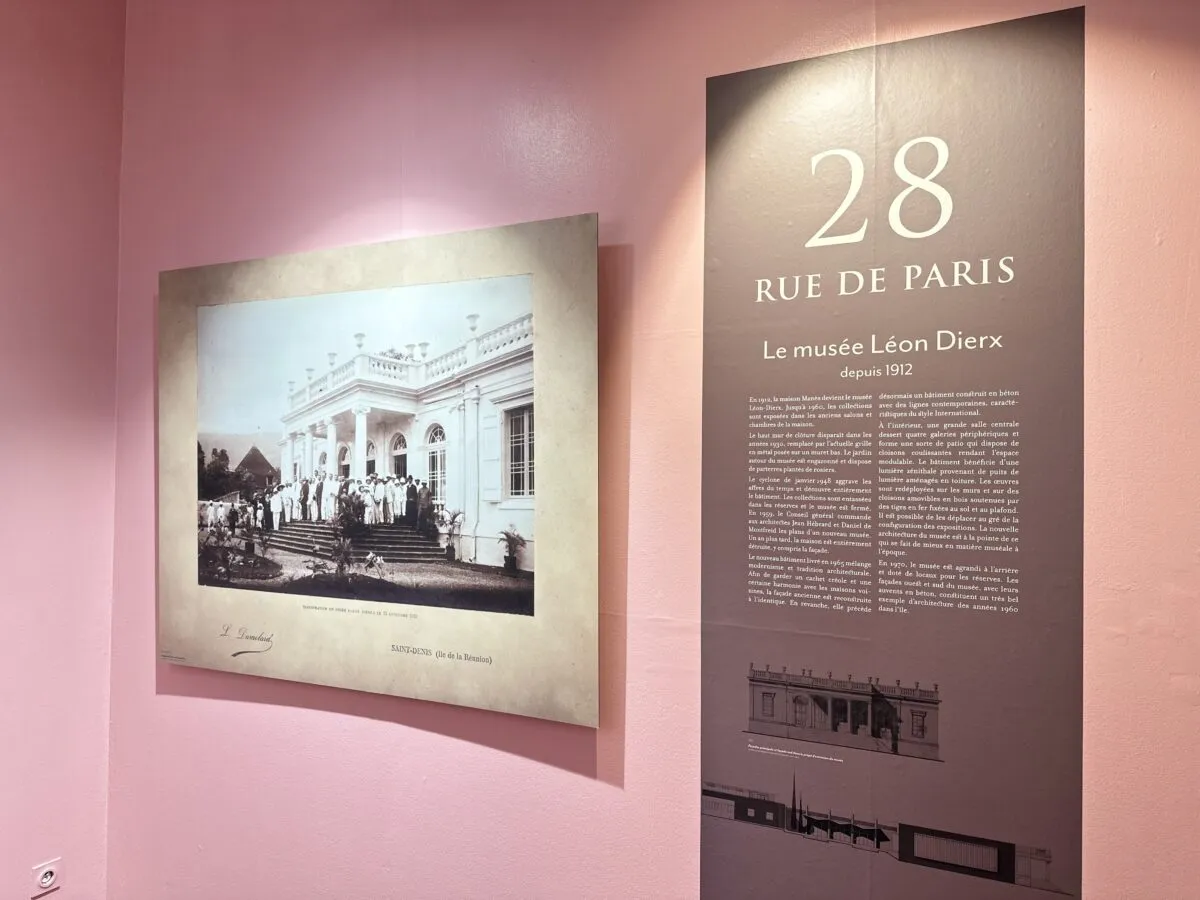 INAUGURATION DU MUSÉE LÉON DIERX LE
L. Dumolard.
SAINT-DENIS (Ile de la Réunion)
28
RUE DE PARIS
Le musée Léon Dierx
depuis 1912
En 1912, la maison Manès devient le musée
Léon-Dierx. Jusqu'à 1960, les collections
sont exposées dans les anciens salons et
chambres de la maison.
Le haut mur de clôture disparaît dans les
années 1930, remplacé par l'actuelle grille
en métal posée sur un muret bas. Le jardin
autour du musée est engazonné et dispose
de parterres plantés de rosiers.
Le cyclone de janvier 1948 aggrave les
affres du temps et découvre entièrement
le bâtiment. Les collections sont entassées
dans les réserves et le musée est fermé.
En 1959, le Conseil général commande
aux architectes Jean Hébrard et Daniel de
Montfreid les plans d'un nouveau musée.
Un an plus tard, la maison est entièrement
détruite, y compris la façade.
Le nouveau bâtiment livré en 1965 mélange
modernisme et tradition architecturale.
Afin de garder un cachet créole et une
certaine harmonie avec les maisons voi-
sines, la façade ancienne est reconstruite
à l'identique. En revanche, elle précède
désormais un bâtiment construit en béton
avec des lignes contemporaines, caracté-
ristiques du style International.
À l'intérieur, une grande salle centrale
dessert quatre galeries périphériques et
forme une sorte de patio qui dispose de
cloisons coulissantes rendant l'espace
modulable. Le bâtiment bénéficie d'une
lumière zénithale provenant de puits de
lumière aménagés en toiture. Les œuvres
sont redéployées sur les murs et sur des
cloisons amovibles en bois soutenues par
des tiges en fer fixées au sol et au plafond.
Il est possible de les déplacer au gré de la
configuration des expositions. La nouvelle
architecture du musée est à la pointe de ce
qui se fait de mieux en matière muséale à
l'époque.
En 1970, le musée est agrandi à l'arrière
et doté de locaux pour les réserves. Les
façades ouest et sud du musée, avec leurs
auvents en béton, constituent un très bel
exemple d'architecture des années 1960
dans l'île.